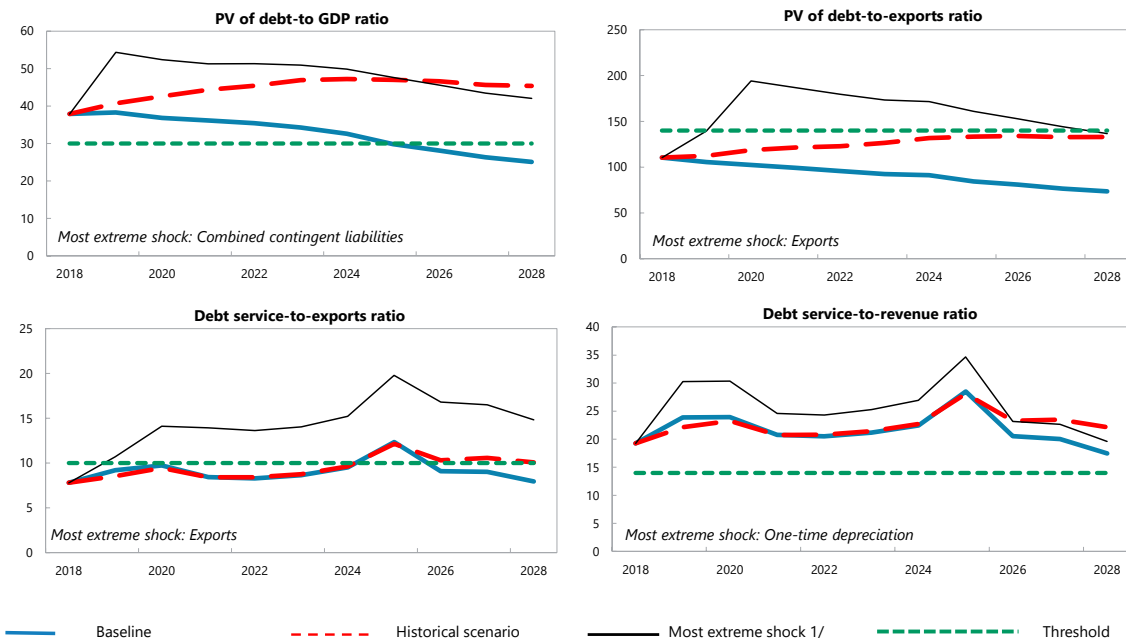 PV of debt-to GDP ratio
60
50
40
30
20
10
0
Most extreme shock: Combined contingent liabilities
2018 2020 2022 2024 2026 2028
PV of debt-to-exports ratio
250
200
150
100
50
0
Most extreme shock: Exports
2018 2020 2022 2024 2026 2028
Debt service-to-exports ratio
25
20
15
10
5
0
Most extreme shock: Exports
2018 2020 2022 2024 2026 2028
Debt service-to-revenue ratio
40
35
30
25
20
15
10
5
0
Most extreme shock: One-time depreciation
2018 2020 2022 2024 2026 2028
Baseline Historical scenario Most extreme shock 1/ Threshold